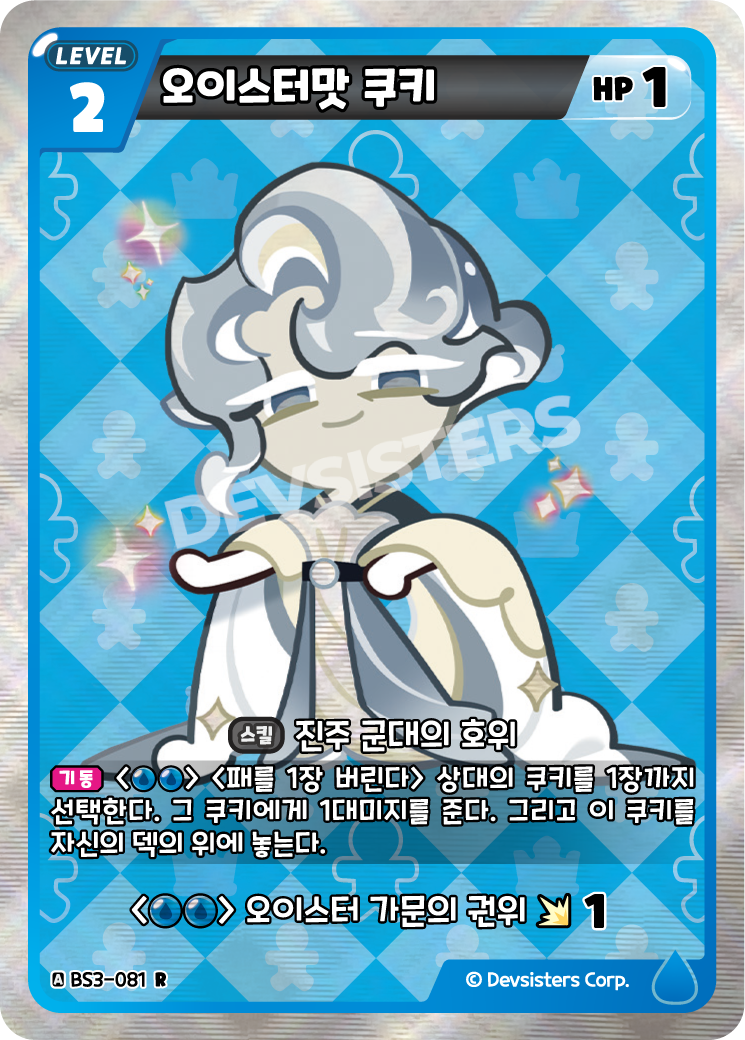 LEVEL
2
오이스터맛 쿠키
HP 1
DEVSISTERS
스킬 진주 군대의 호위
기동 <💧💧> <패를 1장 버린다> 상대의 쿠키를 1장까지
선택한다. 그 쿠키에게 1대미지를 준다. 그리고 이 쿠키를
자신의 덱의 위에 놓는다.
<💧💧> 오이스터 가문의 권위 1
A BS3-081 R
© Devsisters Corp.